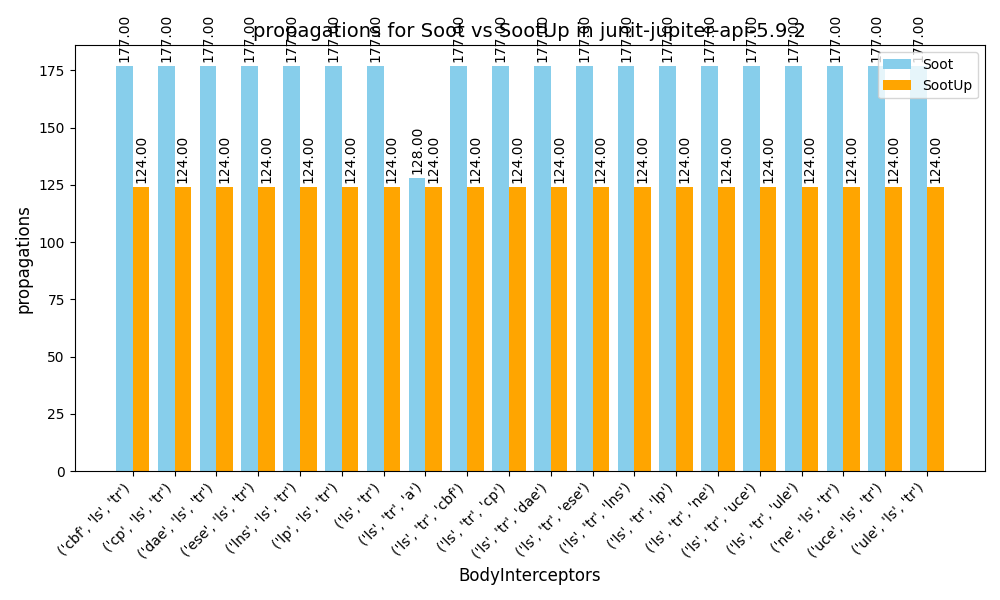 propagations for Soot vs SootUp in junit-jupiter-api-5.9.2
177.00 177.00 177.00 177.00 177.00 177.00 177.00 177.00 177.00 177.00 177.00 177.00 177.00 177.00 177.00 177.00 177.00 177.00 177.00
Soot
SootUp
128.00
124.00 124.00 124.00 124.00 124.00 124.00 124.00 124.00 124.00 124.00 124.00 124.00 124.00 124.00 124.00 124.00 124.00 124.00 124.00 124.00
175
150
125
100
75
50
25
0
propagations
('cbf', 'ls', 'tr')
('cp', 'ls', 'tr')
('dae', 'ls', 'tr')
('ese', 'ls', 'tr')
('lns', 'ls', 'tr')
('lp', 'ls', 'tr')
('ls', 'tr')
('ls', 'tr', 'a')
('ls', 'tr', 'cbf')
('ls', 'tr', 'cp')
('ls', 'tr', 'dae')
('ls', 'tr', 'ese')
('ls', 'tr', 'lns')
('ls', 'tr', 'lp')
('ls', 'tr', 'ne')
('ls', 'tr', 'uce')
('ls', 'tr', 'ule')
('ne', 'ls', 'tr')
('uce', 'ls', 'tr')
('ule', 'ls', 'tr')
BodyInterceptors